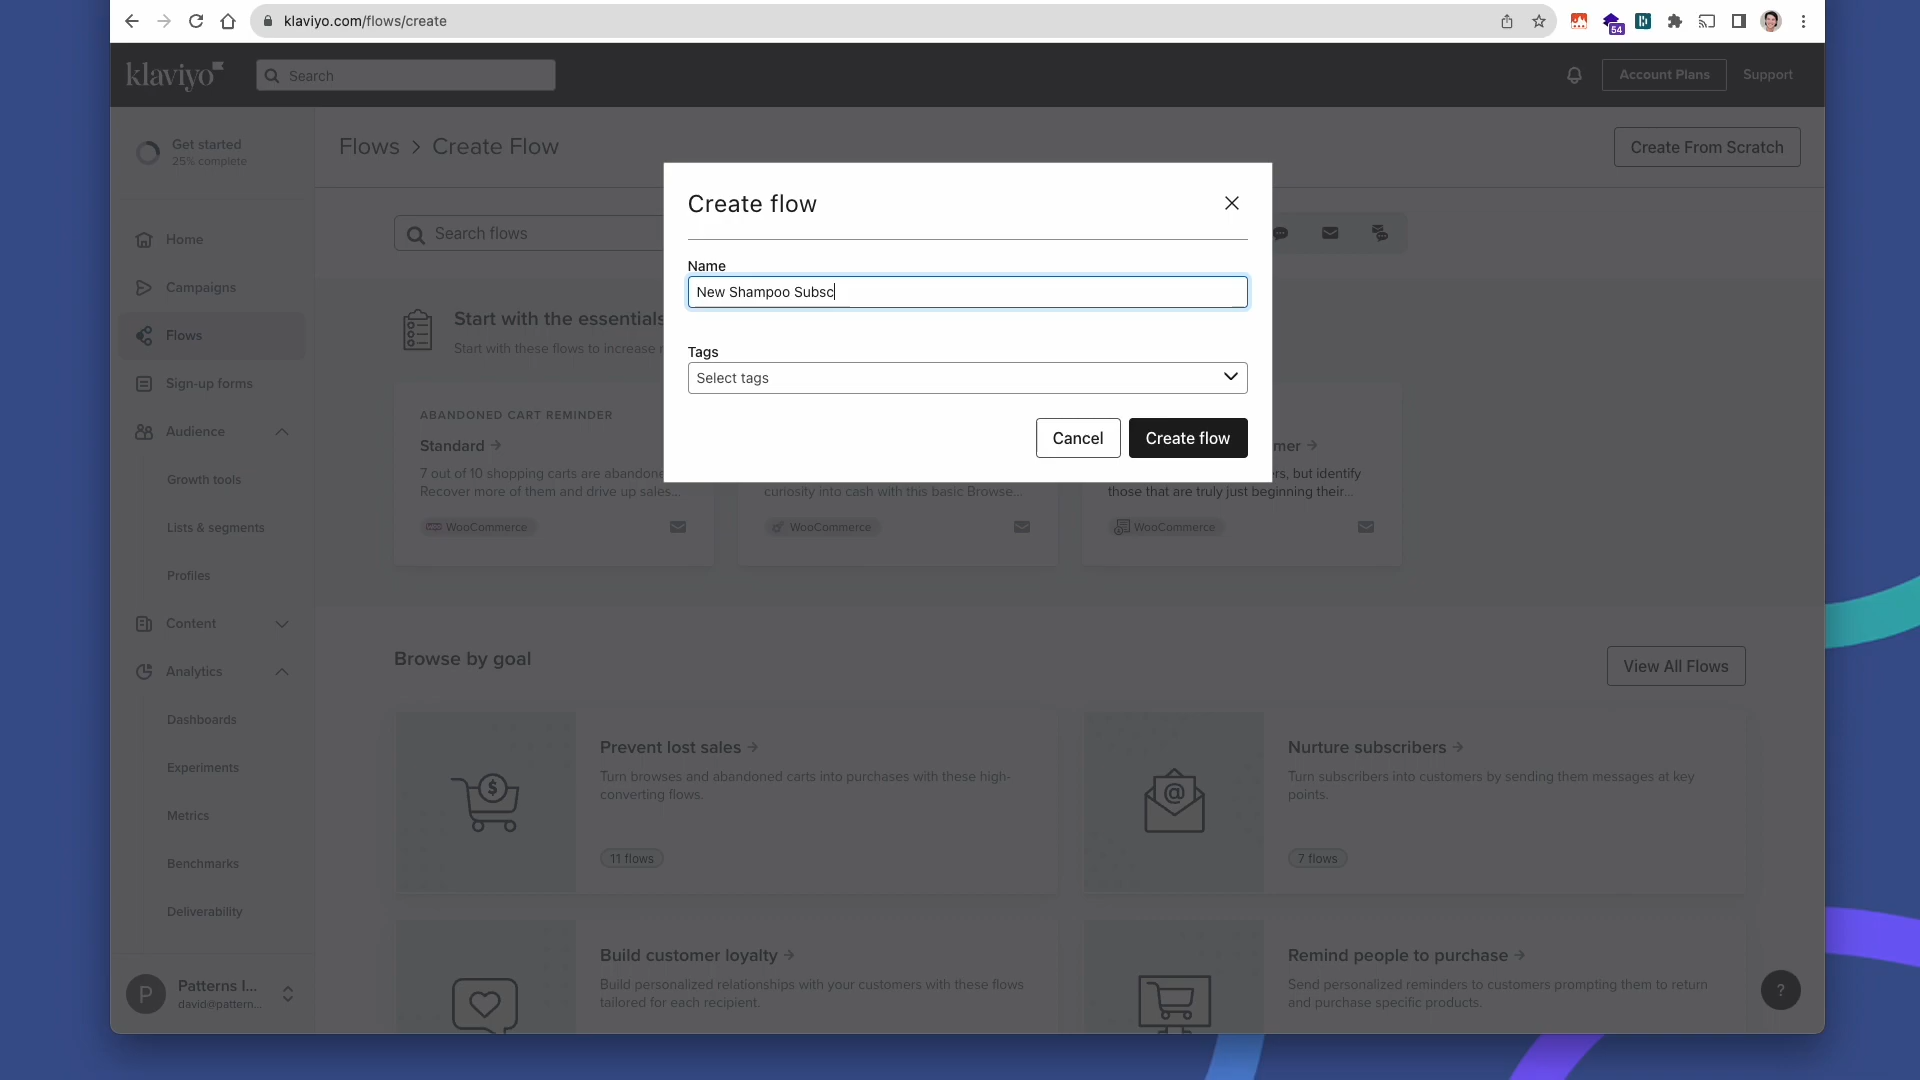 klaviyo.com/flows/create
54
klaviyo
Search
Account Plans
Support
Get started
25% complete
Flows > Create Flow
Create From Scratch
Create flow
Name
New Shampoo Subsc
Tags
Select tags
Cancel
Create flow
Search flows
Home
Campaigns
Flows
Sign-up forms
Audience
Growth tools
Lists & segments
Profiles
Content
Analytics
Dashboards
Experiments
Metrics
Benchmarks
Deliverability
P
Patterns I...
david@pattern...
Start with the essentials
Start with these flows to increase
ABANDONED CART REMINDER
Standard →
7 out of 10 shopping carts are abandone
Recover more of them and drive up sales...
WooCommerce
curiosity into cash with this basic Browse...
WooCommerce
mer →
rs, but identify
those that are truly just beginning their...
WooCommerce
Browse by goal
View All Flows
Prevent lost sales →
Turn browses and abandoned carts into purchases with these high-
converting flows.
11 flows
Nurture subscribers →
Turn subscribers into customers by sending them messages at key
points.
7 flows
Build customer loyalty →
Build personalized relationships with your customers with these flows
tailored for each recipient.
Remind people to purchase →
Send personalized reminders to customers prompting them to return
and purchase specific products.
?